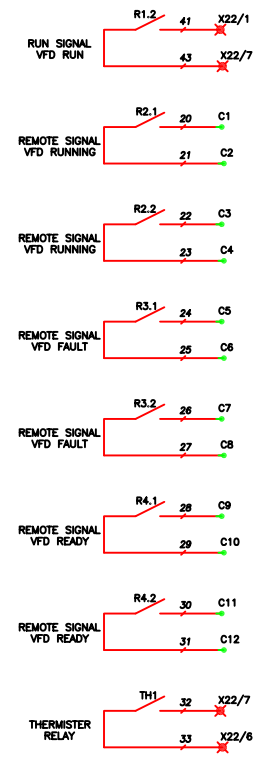 R1.2 41 X22/1
RUN SIGNAL
VFD RUN
43 X22/7
R2.1 20 C1
REMOTE SIGNAL
VFD RUNNING
21 C2
R2.2 22 C3
REMOTE SIGNAL
VFD RUNNING
23 C4
R3.1 24 C5
REMOTE SIGNAL
VFD FAULT
25 C6
R3.2 26 C7
REMOTE SIGNAL
VFD FAULT
27 C8
R4.1 28 C9
REMOTE SIGNAL
VFD READY
29 C10
R4.2 30 C11
REMOTE SIGNAL
VFD READY
31 C12
TH1 32 X22/7
THERMISTER
RELAY
33 X22/6